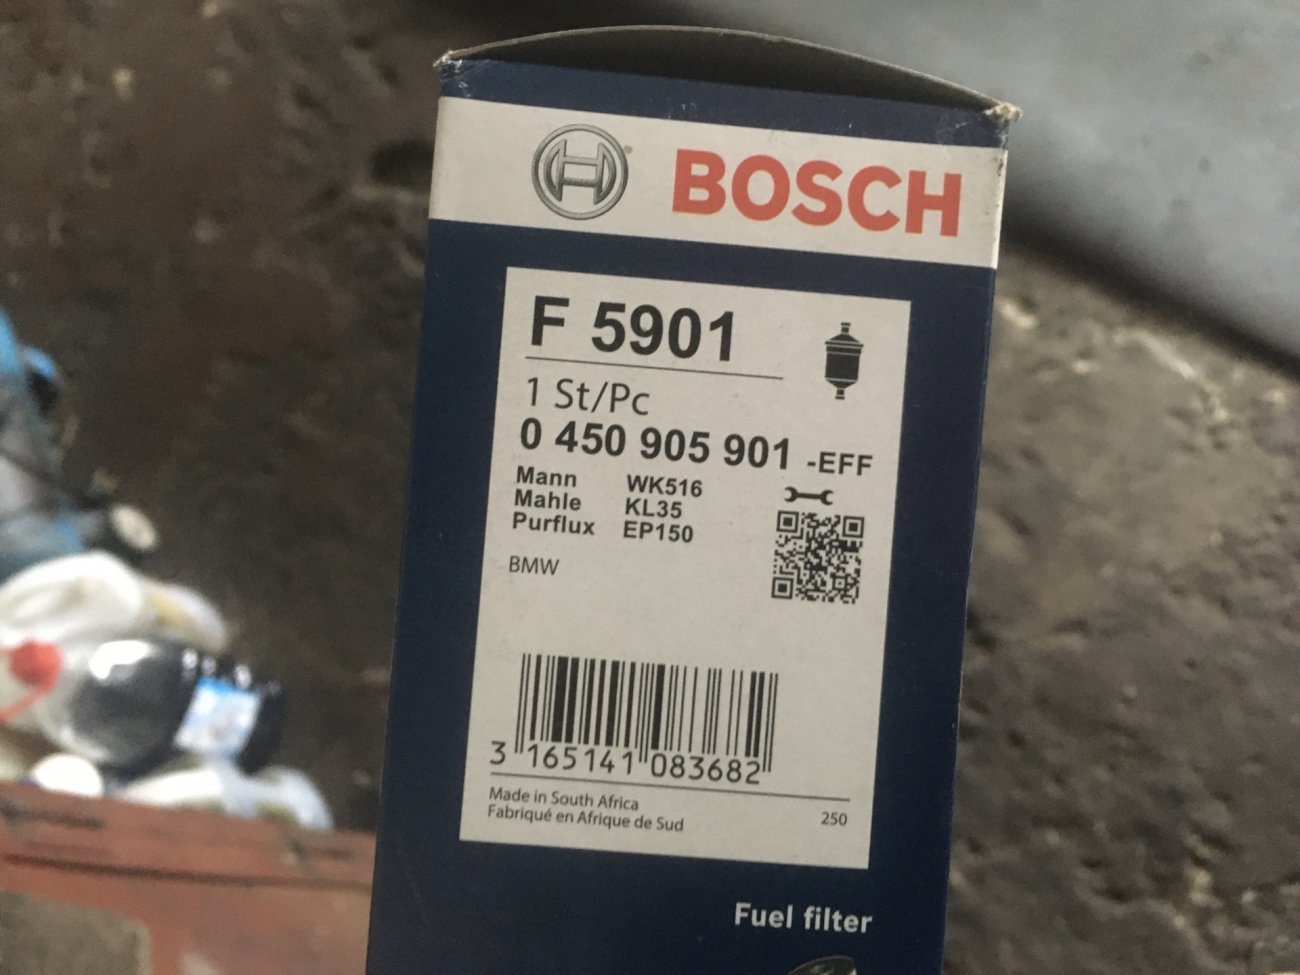 BOSCH
F 5901
1 St/Pc
0 450 905 901 -EFF
Mann WK516
Mahle KL35
Purflux EP150
BMW
3 165141 083682
Made in South Africa
Fabriqué en Afrique de Sud
250
Fuel filter